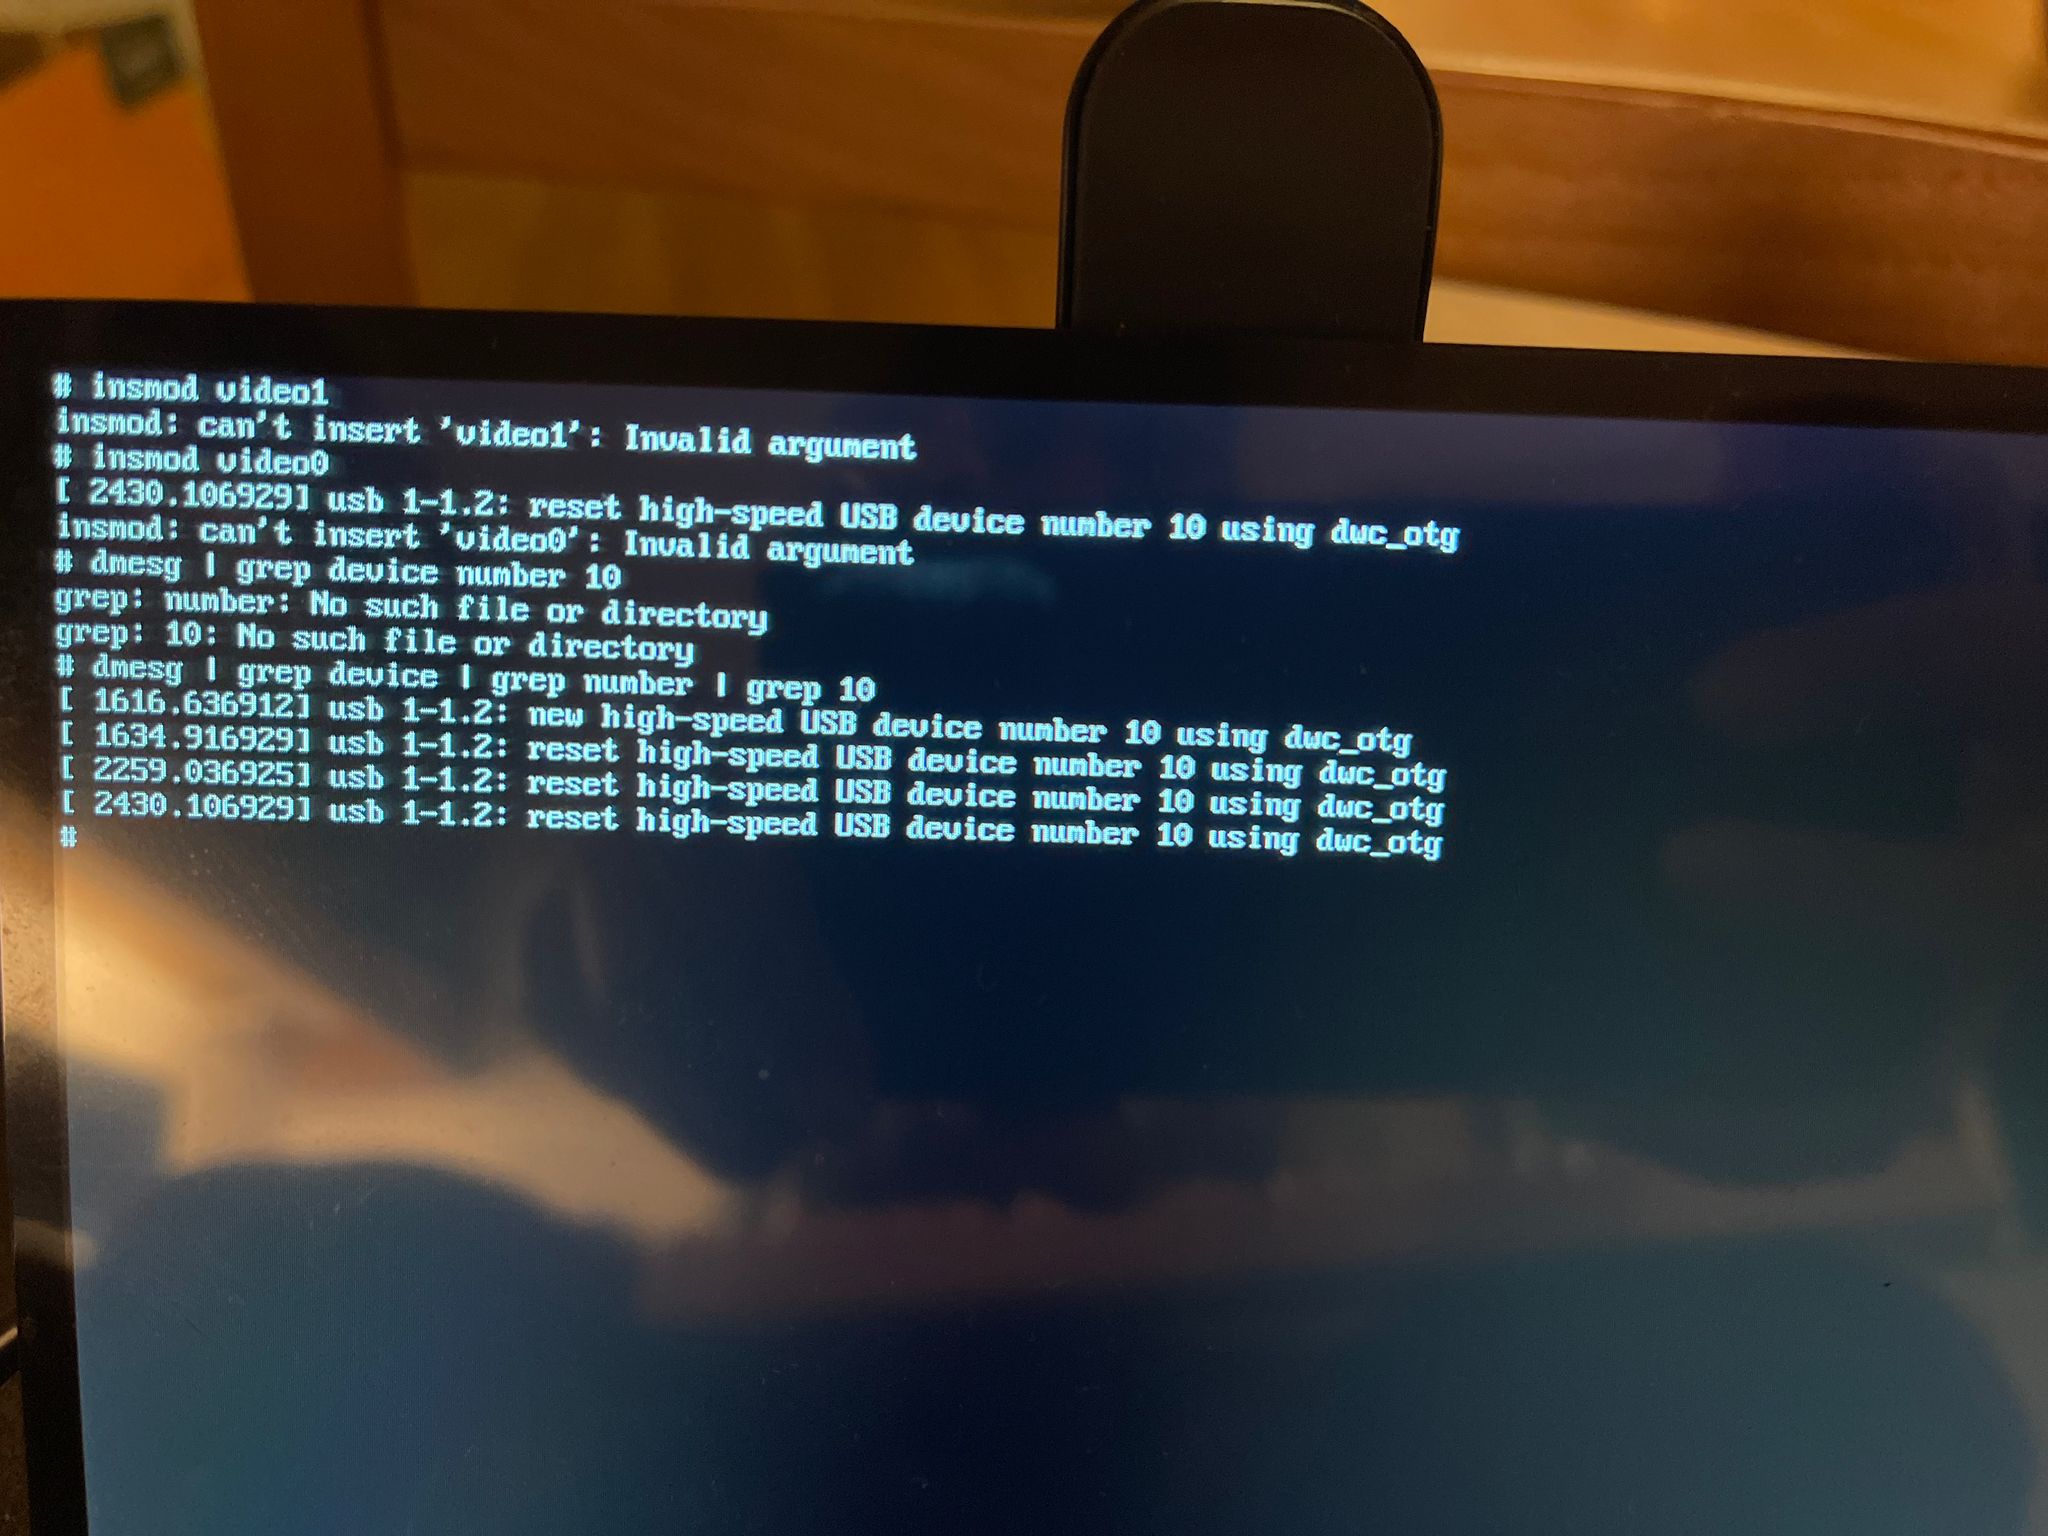 # insmod video1
insmod: can't insert 'video1': Invalid argument
# insmod video0
[ 2430.106929] usb 1-1.2: reset high-speed USB device number 10 using dwc_otg
insmod: can't insert 'video0': Invalid argument
# dmesg | grep device number 10
grep: number: No such file or directory
grep: 10: No such file or directory
# dmesg | grep device | grep number | grep 10
[ 1616.636912] usb 1-1.2: new high-speed USB device number 10 using dwc_otg
[ 1634.916929] usb 1-1.2: reset high-speed USB device number 10 using dwc_otg
[ 2259.036925] usb 1-1.2: reset high-speed USB device number 10 using dwc_otg
[ 2430.106929] usb 1-1.2: reset high-speed USB device number 10 using dwc_otg
#